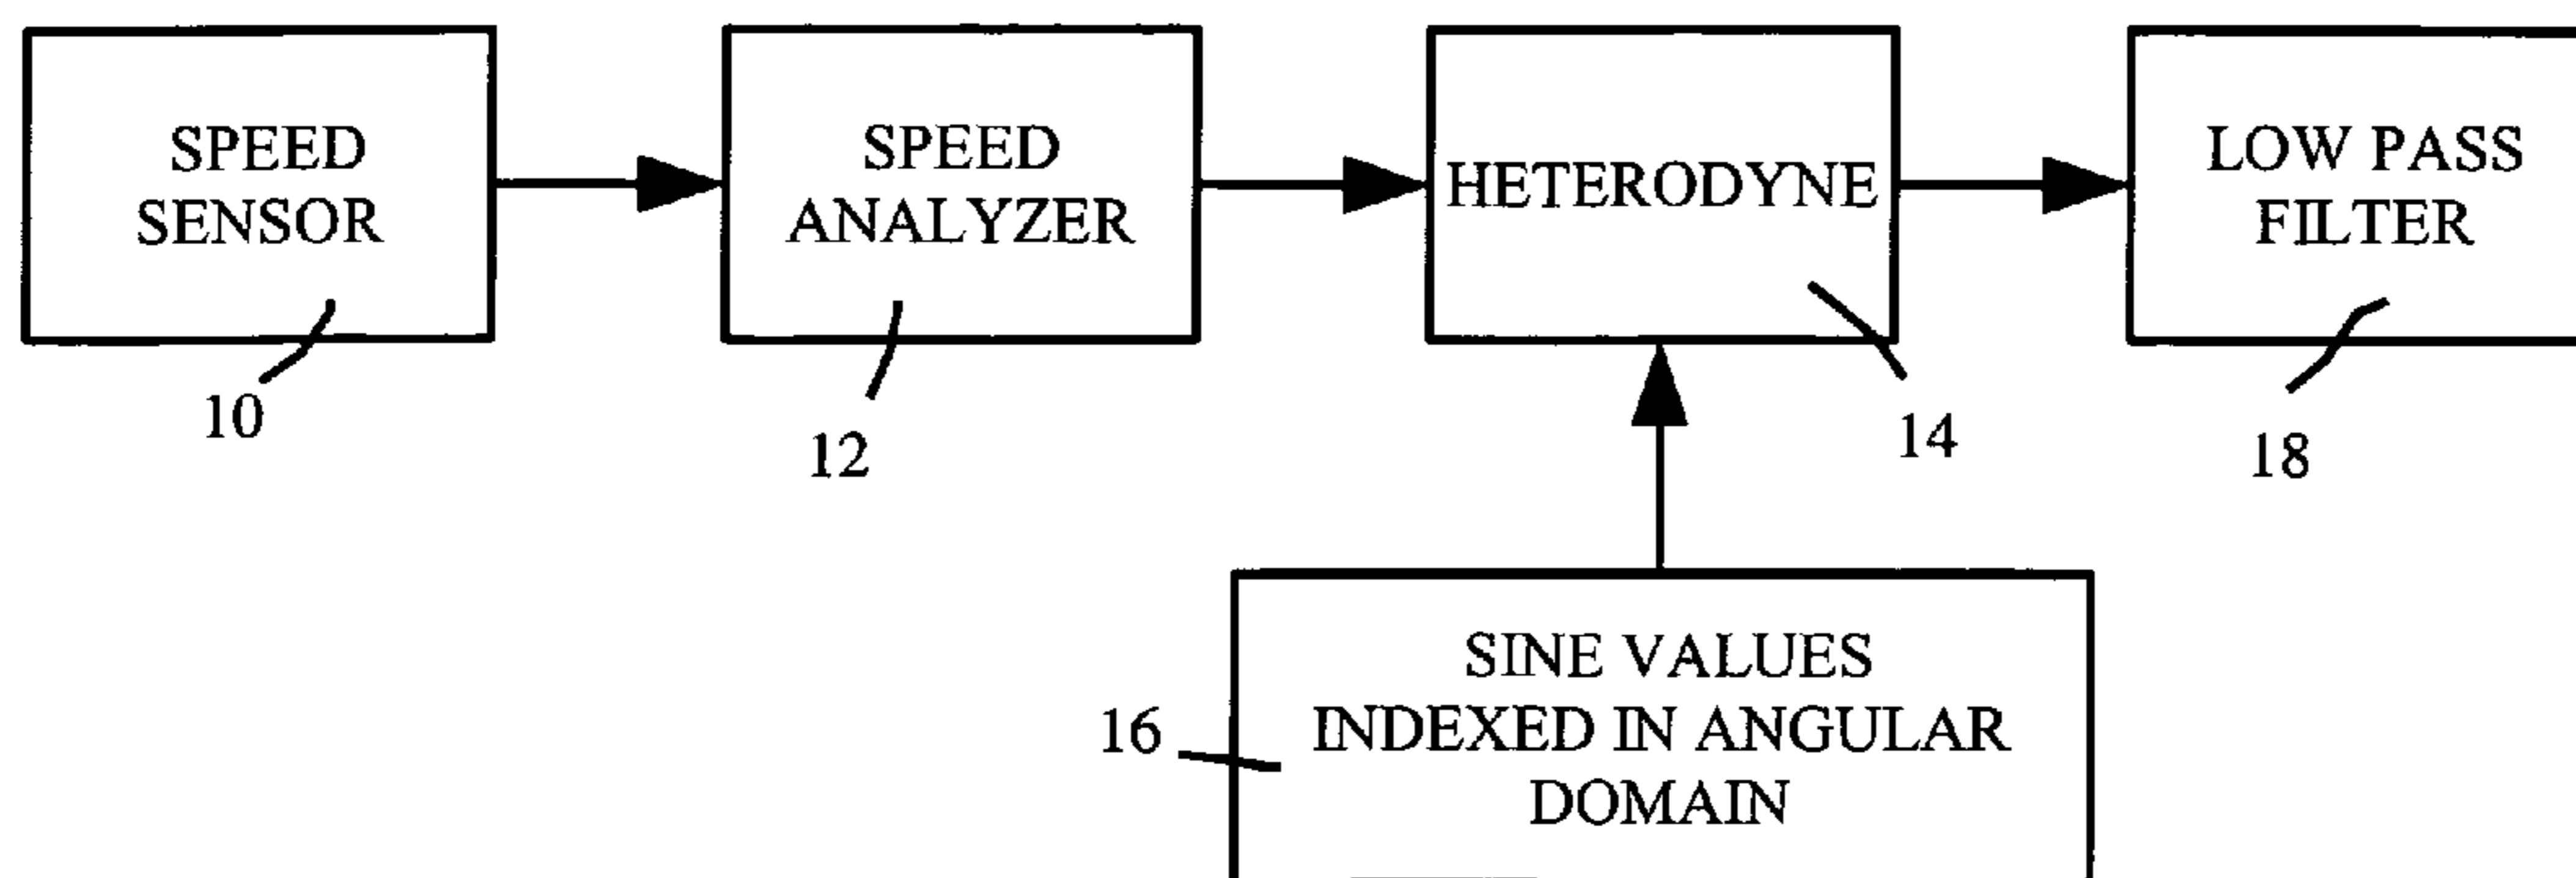 SPEED
SENSOR
SPEED
ANALYZER
HETERODYNE
LOW PASS
FILTER
10
12
14
18
SINE VALUES
INDEXED IN ANGULAR
DOMAIN
16